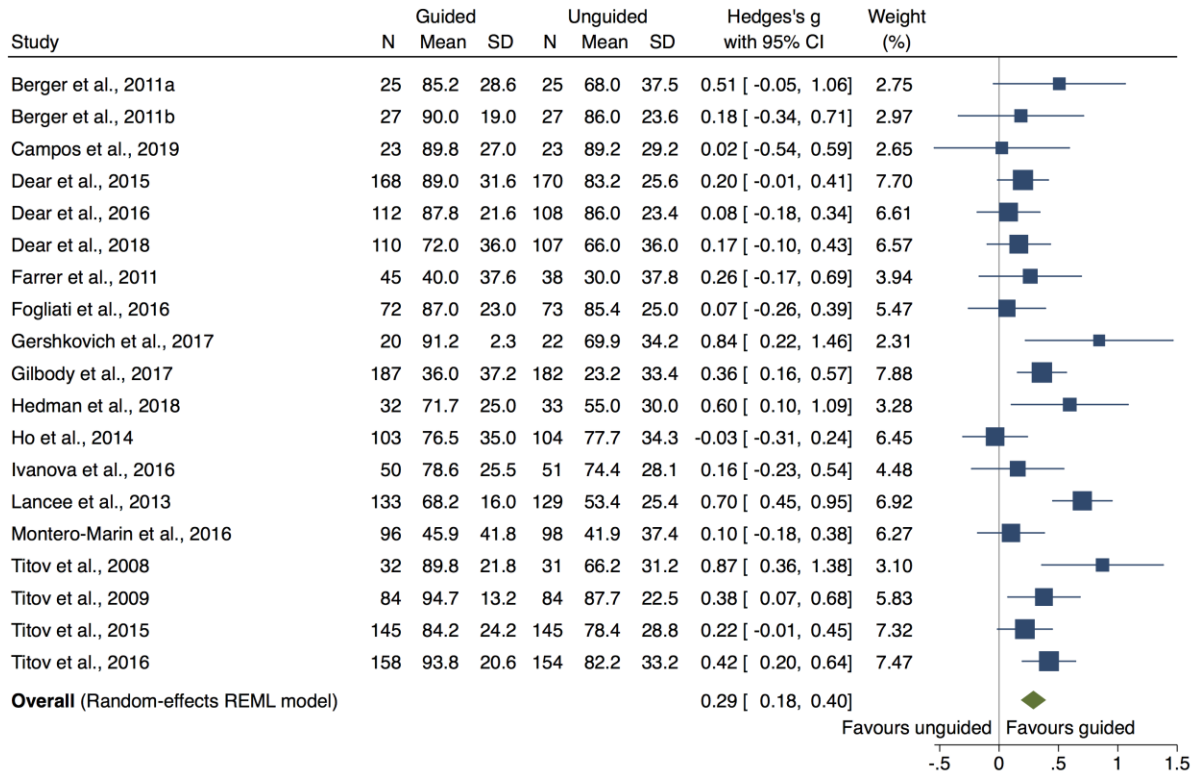 Guided Unguided Hedges's g Weight
Study N Mean SD N Mean SD with 95% CI (%)
Berger et al., 2011a 25 85.2 28.6 25 68.0 37.5 0.51 [ -0.05, 1.06] 2.75
Berger et al., 2011b 27 90.0 19.0 27 86.0 23.6 0.18 [ -0.34, 0.71] 2.97
Campos et al., 2019 23 89.8 27.0 23 89.2 29.2 0.02 [ -0.54, 0.59] 2.65
Dear et al., 2015 168 89.0 31.6 170 83.2 25.6 0.20 [ -0.01, 0.41] 7.70
Dear et al., 2016 112 87.8 21.6 108 86.0 23.4 0.08 [ -0.18, 0.34] 6.61
Dear et al., 2018 110 72.0 36.0 107 66.0 36.0 0.17 [ -0.10, 0.43] 6.57
Farrer et al., 2011 45 40.0 37.6 38 30.0 37.8 0.26 [ -0.17, 0.69] 3.94
Fogliati et al., 2016 72 87.0 23.0 73 85.4 25.0 0.07 [ -0.26, 0.39] 5.47
Gershkovich et al., 2017 20 91.2 2.3 22 69.9 34.2 0.84 [ 0.22, 1.46] 2.31
Gilbody et al., 2017 187 36.0 37.2 182 23.2 33.4 0.36 [ 0.16, 0.57] 7.88
Hedman et al., 2018 32 71.7 25.0 33 55.0 30.0 0.60 [ 0.10, 1.09] 3.28
Ho et al., 2014 103 76.5 35.0 104 77.7 34.3 -0.03 [ -0.31, 0.24] 6.45
Ivanova et al., 2016 50 78.6 25.5 51 74.4 28.1 0.16 [ -0.23, 0.54] 4.48
Lancee et al., 2013 133 68.2 16.0 129 53.4 25.4 0.70 [ 0.45, 0.95] 6.92
Montero-Marin et al., 2016 96 45.9 41.8 98 41.9 37.4 0.10 [ -0.18, 0.38] 6.27
Titov et al., 2008 32 89.8 21.8 31 66.2 31.2 0.87 [ 0.36, 1.38] 3.10
Titov et al., 2009 84 94.7 13.2 84 87.7 22.5 0.38 [ 0.07, 0.68] 5.83
Titov et al., 2015 145 84.2 24.2 145 78.4 28.8 0.22 [ -0.01, 0.45] 7.32
Titov et al., 2016 158 93.8 20.6 154 82.2 33.2 0.42 [ 0.20, 0.64] 7.47
Overall (Random-effects REML model) 0.29 [ 0.18, 0.40]
Favours unguided Favours guided
-.5 0 .5 1 1.5